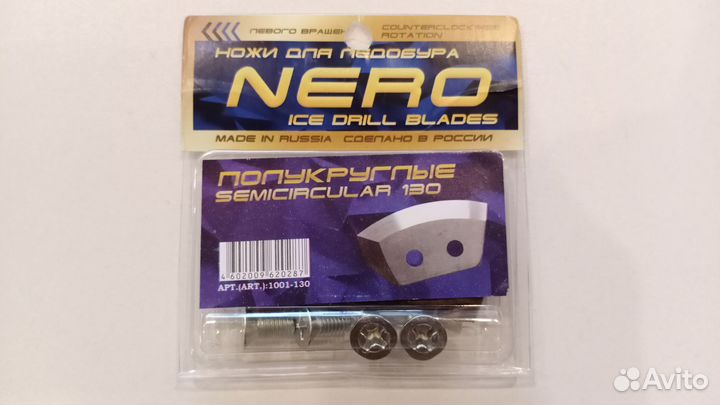 ЛЕВОГО ВРАЩЕН
COUNTERCLOCKWISE
ROTATION
НОЖИ ДЛЯ ЛЕДОБУРА
NERO
ICE DRILL BLADES
MADE IN RUSSIA СДЕЛАНО В РОССИИ
ПОЛУКРУГЛЫЕ
SEMICIRCULAR 130
4 602009 620287
АРТ.(ART.):1001-130
Avito